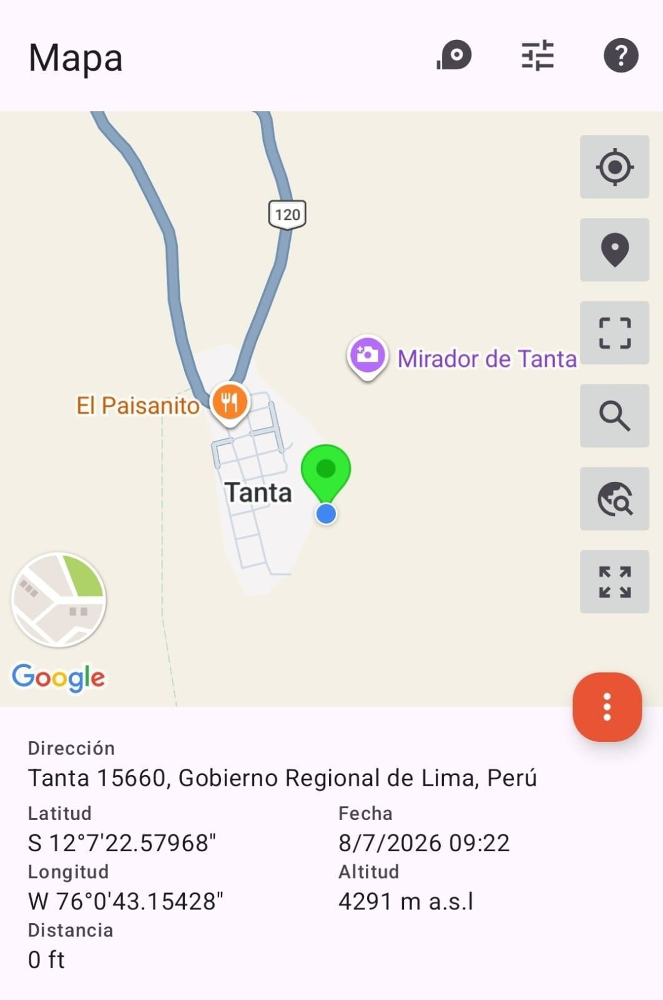 Mapa
120
Mirador de Tanta
El Paisanito
Tanta
Google
Dirección
Tanta 15660, Gobierno Regional de Lima, Perú
Latitud
S 12°7'22.57968"
Fecha
8/7/2026 09:22
Longitud
W 76°0'43.15428"
Altitud
4291 m a.s.l
Distancia
0 ft